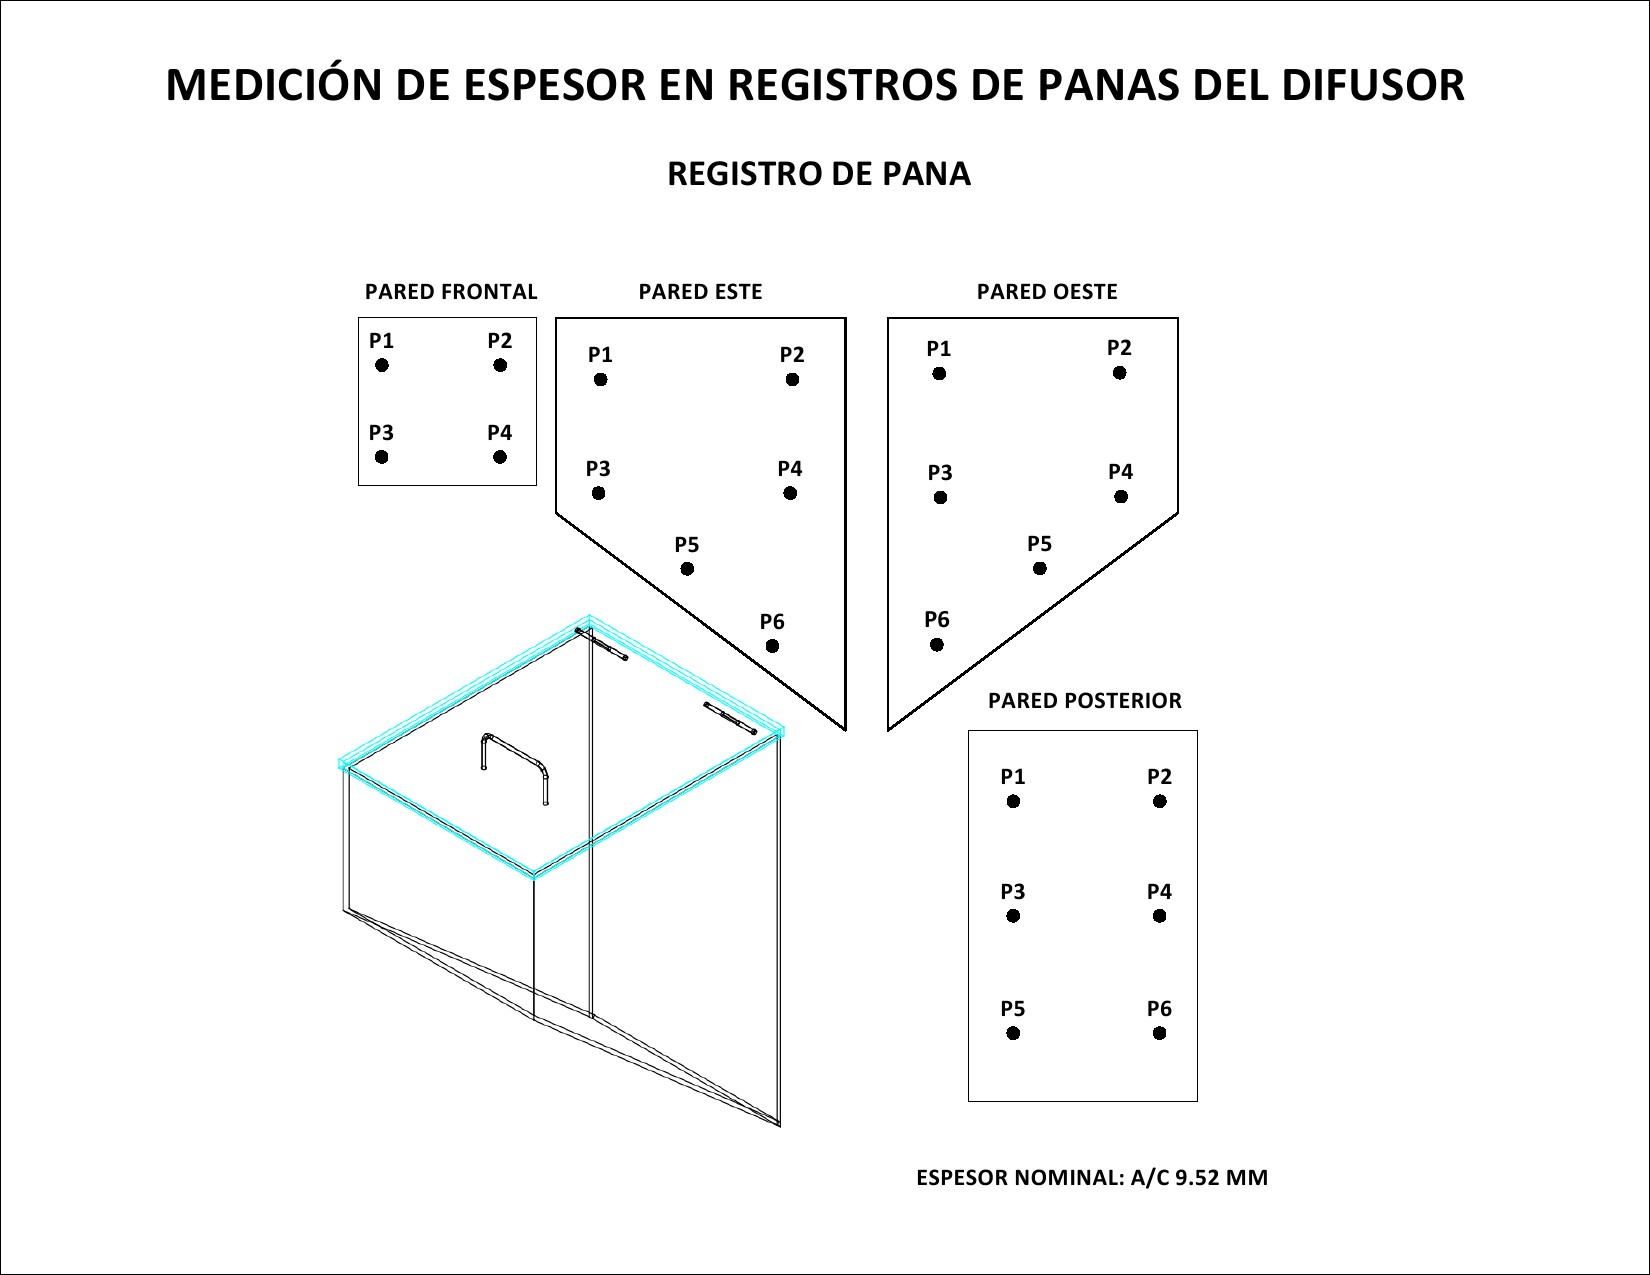 MEDICIÓN DE ESPESOR EN REGISTROS DE PANAS DEL DIFUSOR
REGISTRO DE PANA
PARED FRONTAL
P1 P2
P3 P4
PARED ESTE
P1 P2
P3 P4
P5
P6
PARED OESTE
P1 P2
P3 P4
P5
P6
PARED POSTERIOR
P1 P2
P3 P4
P5 P6
ESPESOR NOMINAL: A/C 9.52 MM